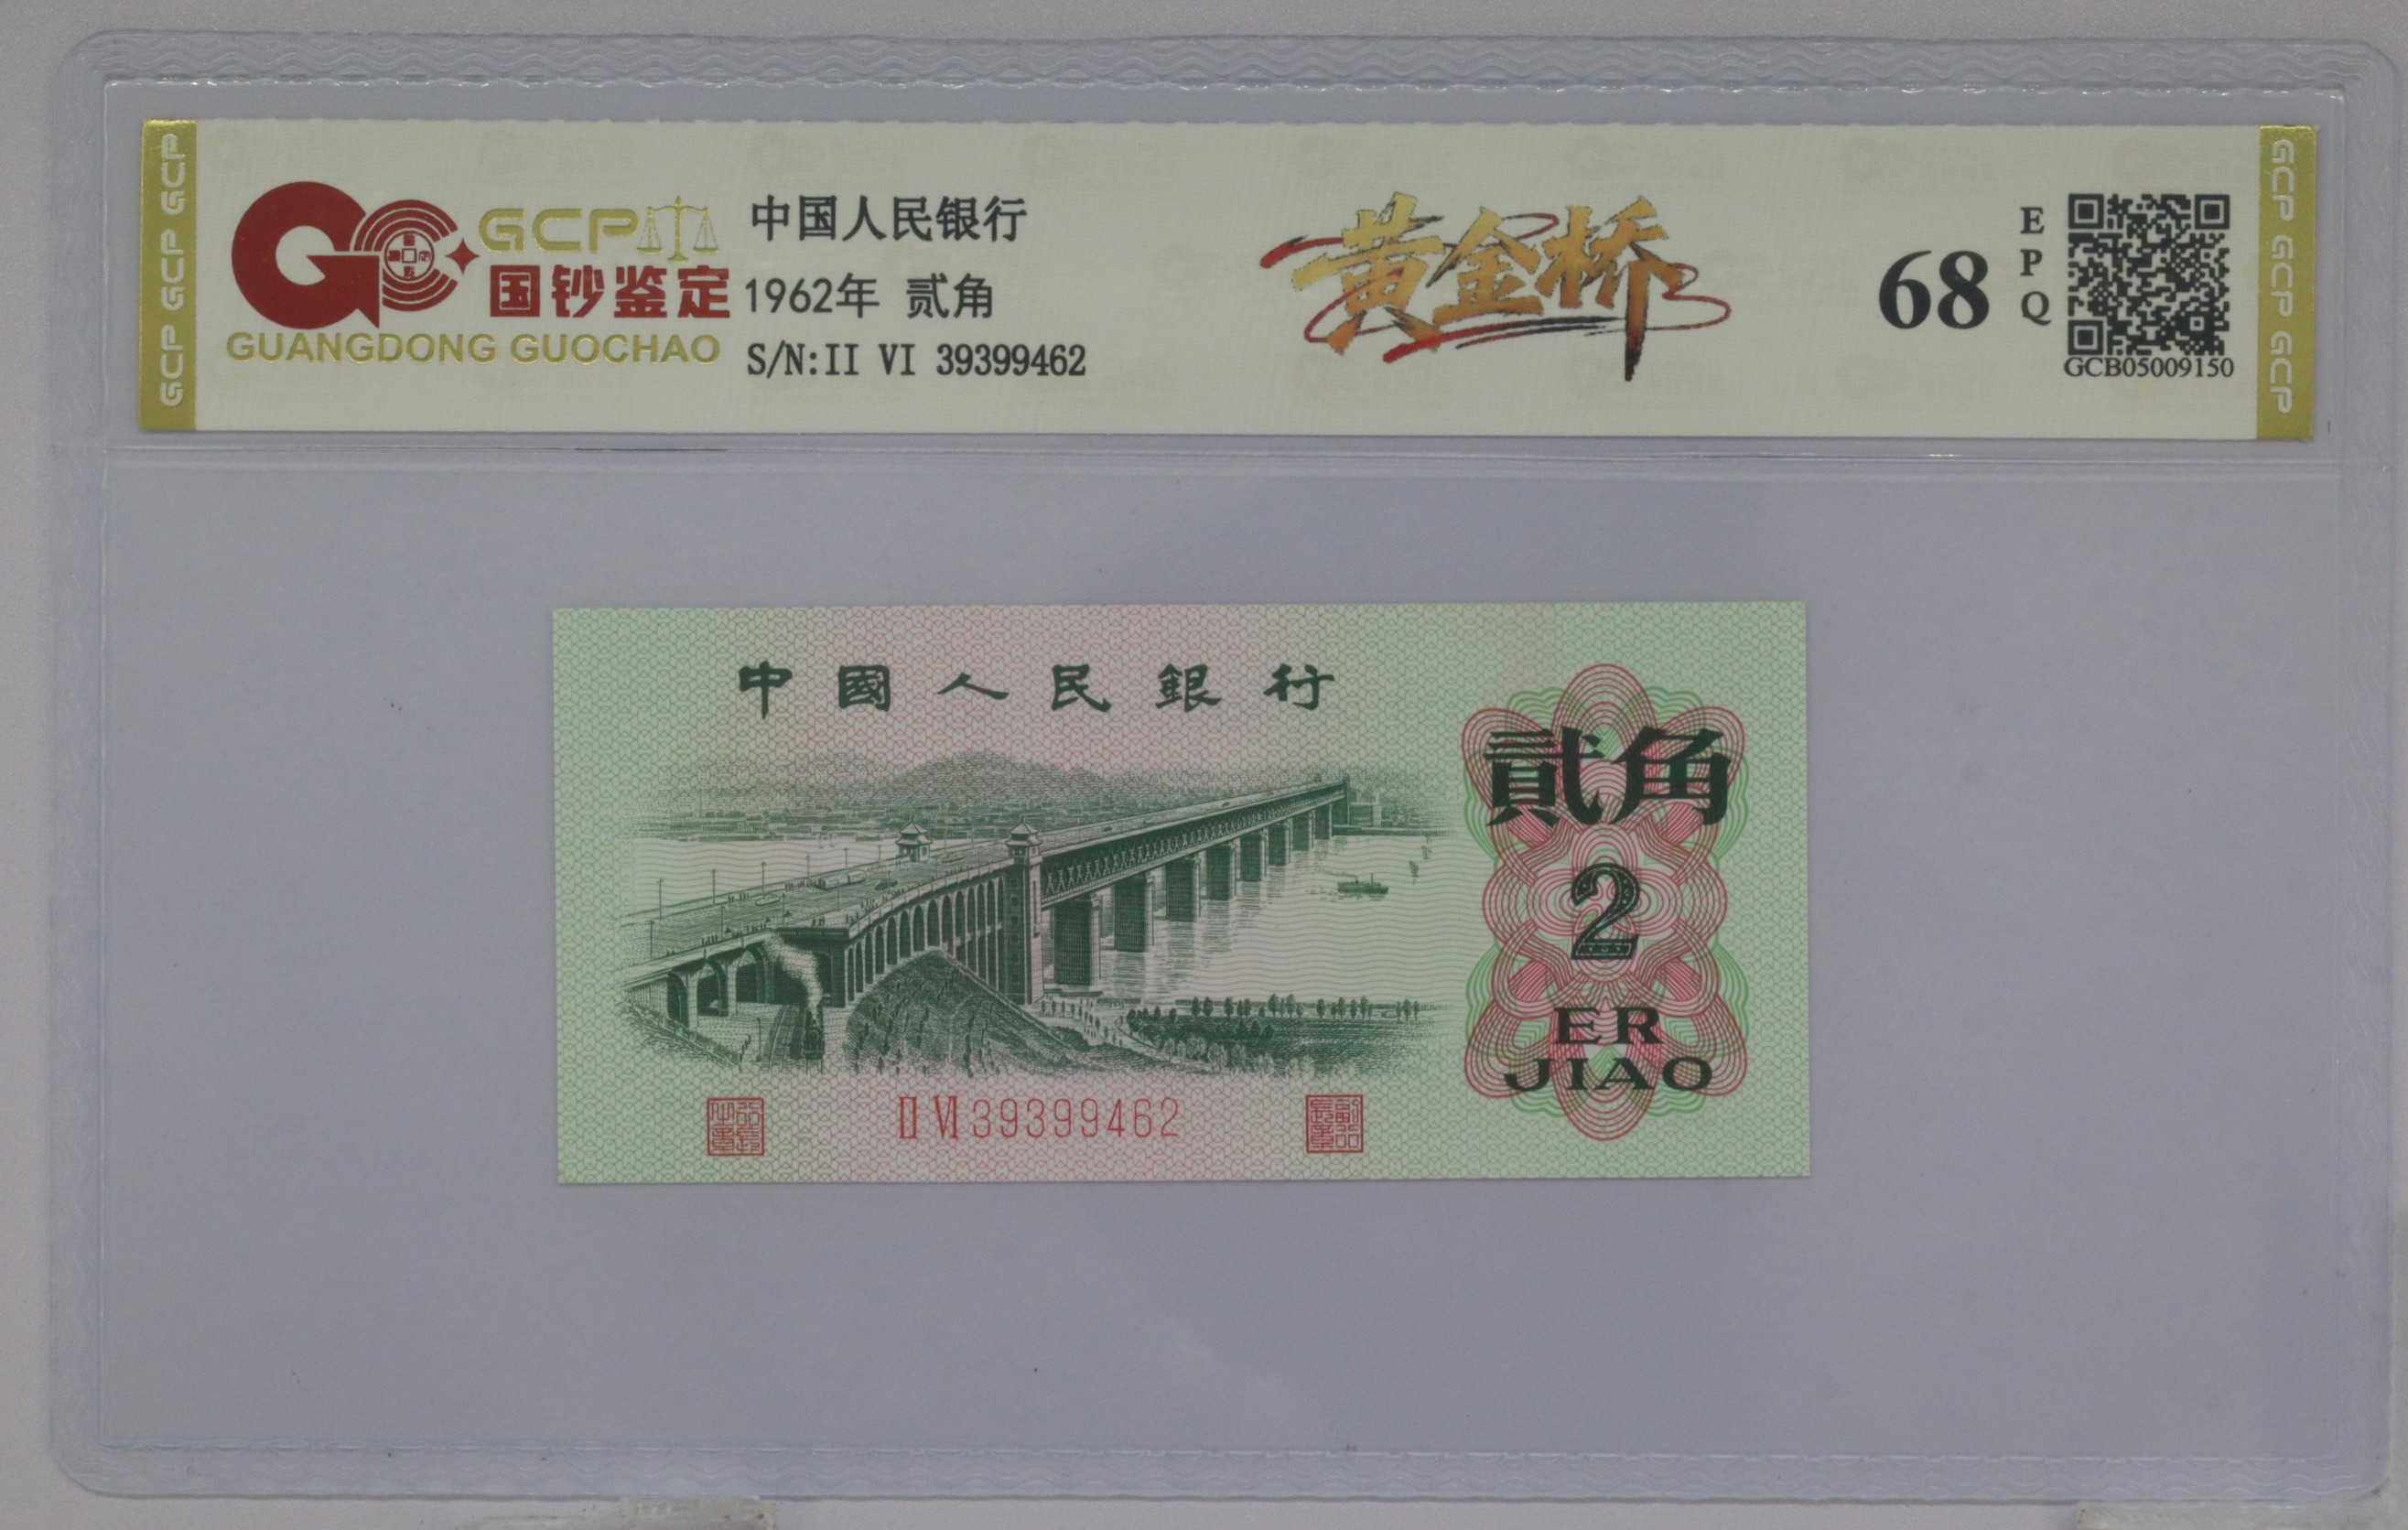 GCP GCP GCP
GCP
国钞鉴定
GUANGDONG GUOCHAO
中国人民银行
1962年 贰角
S/N:II VI 39399462
黄金桥
68
EPQ
GCB05009150
GCP GCP GCP
中國人民銀行
貳角
2
ER
JIAO
II VI 39399462